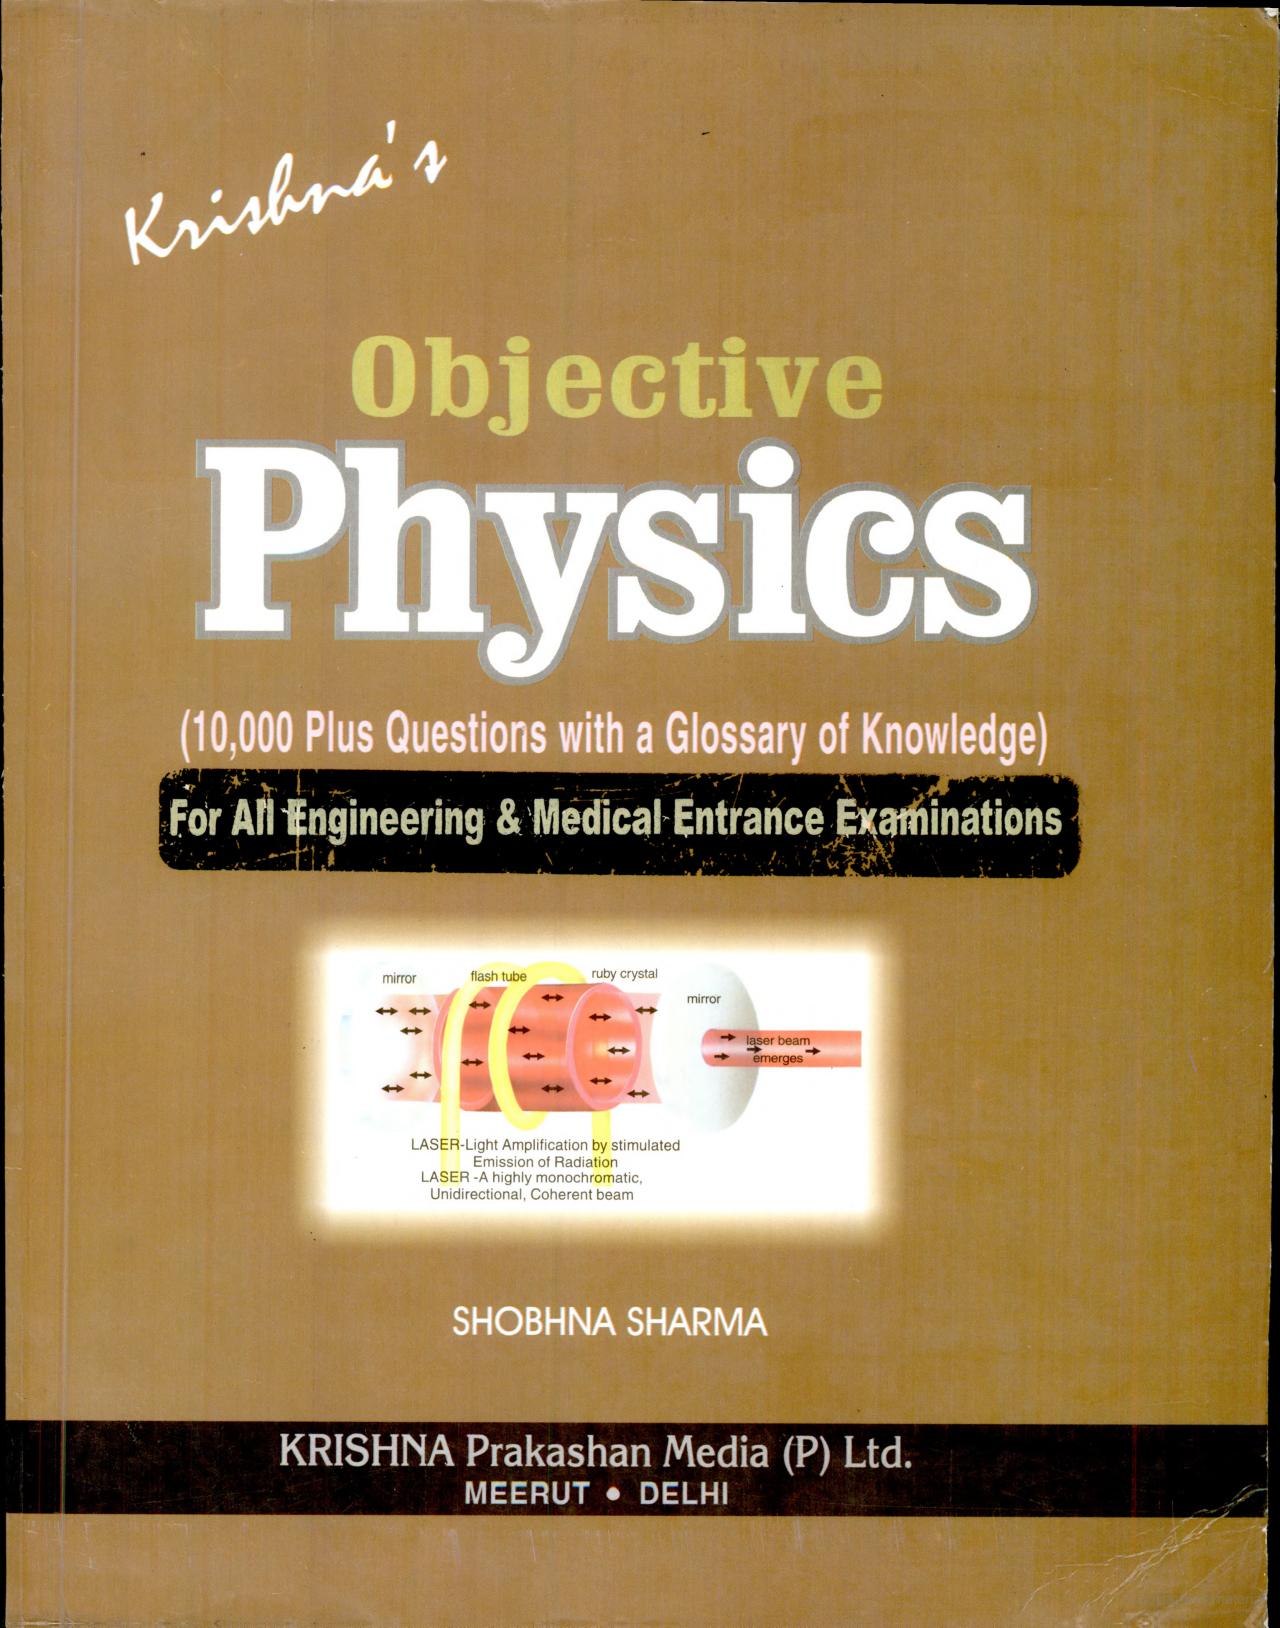 Krishna's
Objective
Physics
(10,000 Plus Questions with a Glossary of Knowledge)
For All Engineering & Medical Entrance Examinations
mirror
flash tube
ruby crystal
mirror
laser beam
emerges
LASER-Light Amplification by stimulated
Emission of Radiation
LASER -A highly monochromatic,
Unidirectional, Coherent beam
SHOBHNA SHARMA
KRISHNA Prakashan Media (P) Ltd.
MEERUT • DELHI